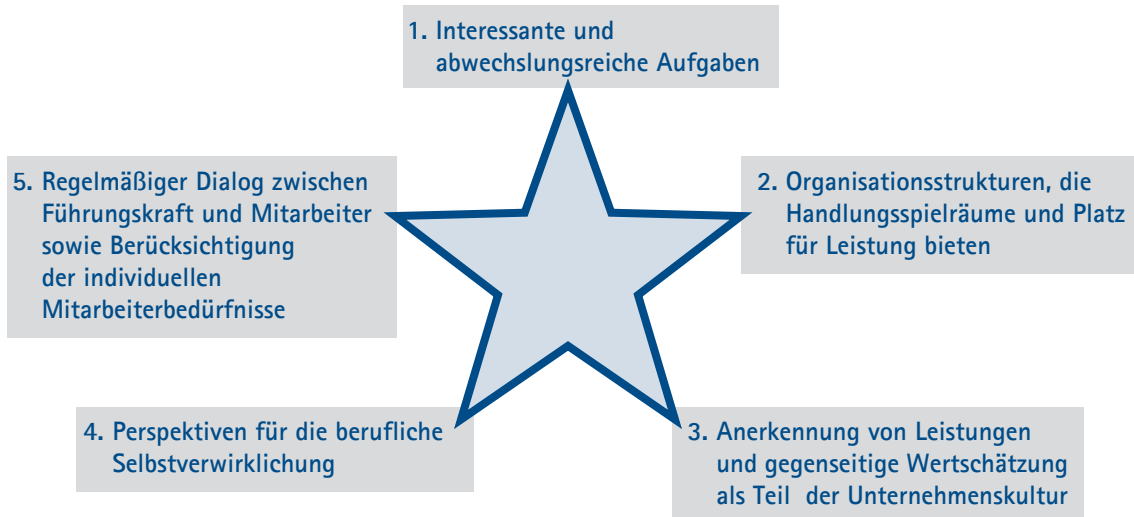 1. Interessante und
abwechslungsreiche Aufgaben
2. Organisationsstrukturen, die
Handlungsspielräume und Platz
für Leistung bieten
3. Anerkennung von Leistungen
und gegenseitige Wertschätzung
als Teil der Unternehmenskultur
4. Perspektiven für die berufliche
Selbstverwirklichung
5. Regelmäßiger Dialog zwischen
Führungskraft und Mitarbeiter
sowie Berücksichtigung
der individuellen
Mitarbeiterbedürfnisse